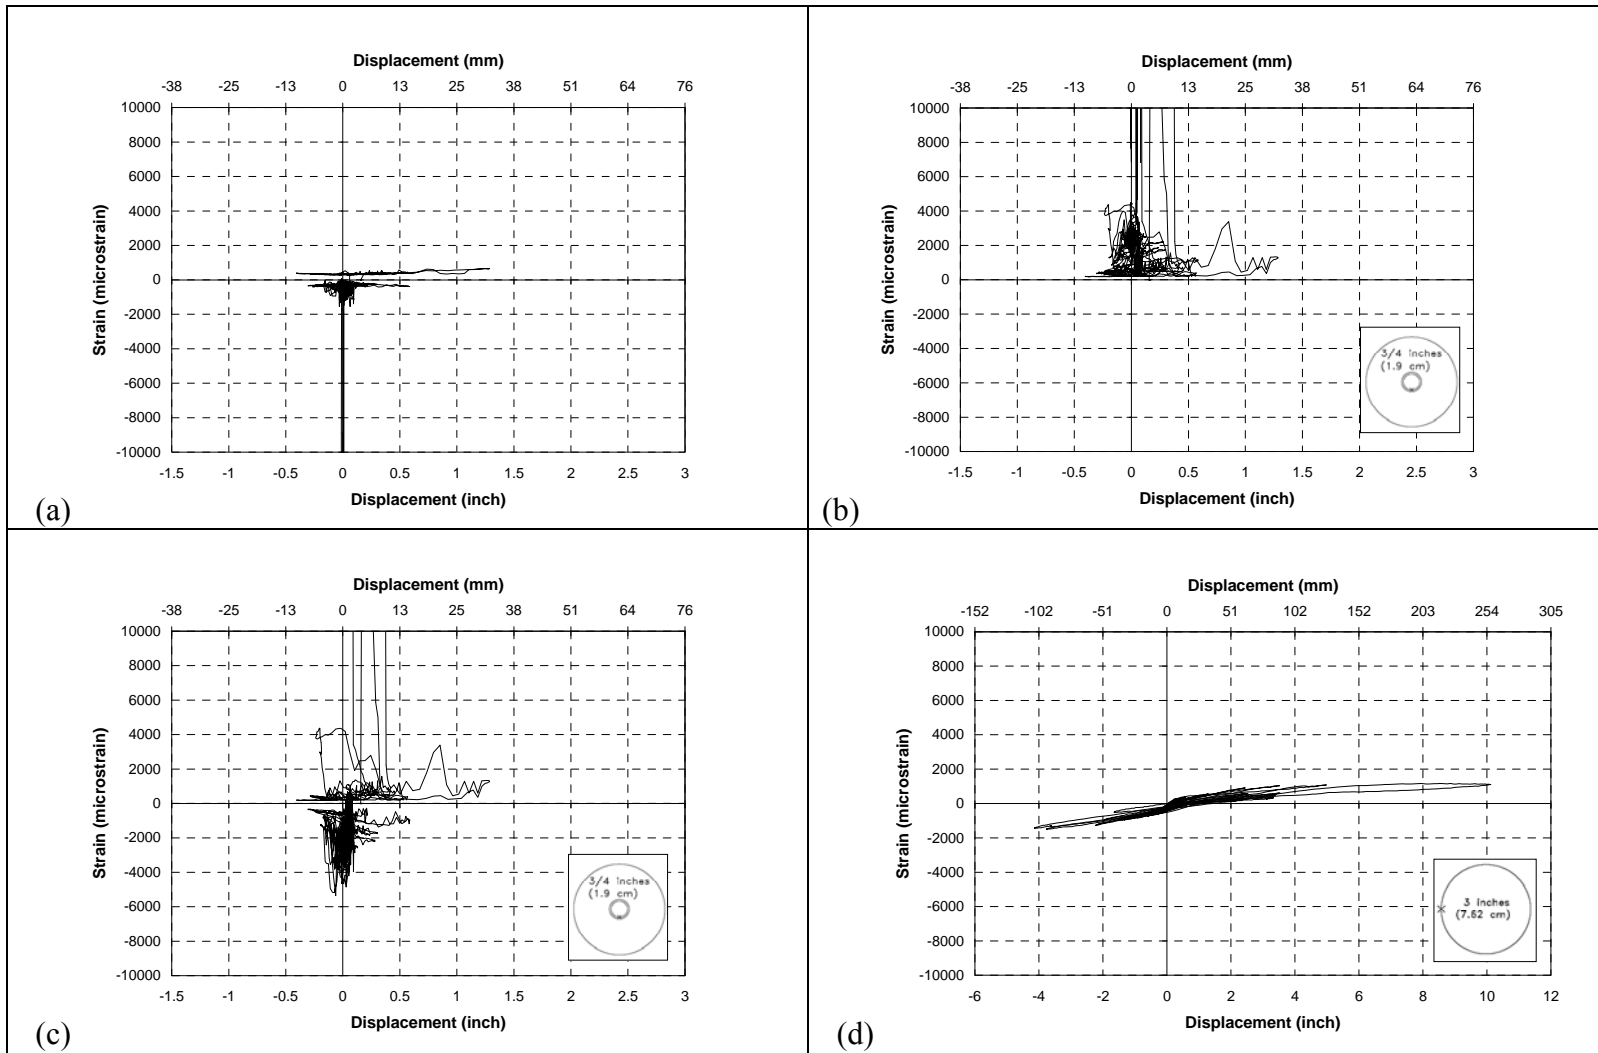 Displacement (mm)
-38 -25 -13 0 13 25 38 51 64 76
10000
8000
6000
4000
2000
0
-2000
-4000
-6000
-8000
-10000
Strain (microstrain)
-1.5 -1 -0.5 0 0.5 1 1.5 2 2.5 3
Displacement (inch)
(a)
Displacement (mm)
-38 -25 -13 0 13 25 38 51 64 76
10000
8000
6000
4000
2000
0
-2000
-4000
-6000
-8000
-10000
Strain (microstrain)
3/4 inches
(1.9 cm)
-1.5 -1 -0.5 0 0.5 1 1.5 2 2.5 3
Displacement (inch)
(b)
Displacement (mm)
-38 -25 -13 0 13 25 38 51 64 76
10000
8000
6000
4000
2000
0
-2000
-4000
-6000
-8000
-10000
Strain (microstrain)
3/4 inches
(1.9 cm)
-1.5 -1 -0.5 0 0.5 1 1.5 2 2.5 3
Displacement (inch)
(c)
Displacement (mm)
-152 -102 -51 0 51 102 152 203 254 305
10000
8000
6000
4000
2000
0
-2000
-4000
-6000
-8000
-10000
Strain (microstrain)
3 inches
(7.62 cm)
-6 -4 -2 0 2 4 6 8 10 12
Displacement (inch)
(d)